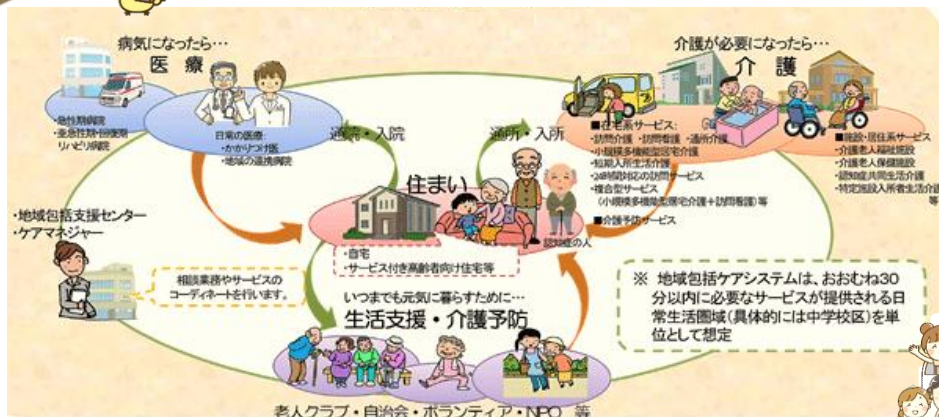 病気になったら…
医療
・急性期病院
・亜急性期・回復期
リハビリ病院
日常の医療:
・かかりつけ医
・地域の連携病院
通院・入院
介護が必要になったら…
介護
通所・入所
■在宅系サービス:
・訪問介護 ・訪問看護 ・通所介護
・小規模多機能型居宅介護
・短期入所生活介護
・24時間対応の訪問サービス
・複合型サービス
(小規模多機能型居宅介護+訪問看護)等
■介護予防サービス
■施設・居住系サービス
・介護老人福祉施設
・介護老人保健施設
・認知症共同生活介護
・特定施設入所者生活介護
等
住まい
・自宅
・サービス付き高齢者向け住宅等
認知症の人
・地域包括支援センター
・ケアマネジャー
相談業務やサービスの
コーディネートを行います。
いつまでも元気に暮らすために…
生活支援・介護予防
老人クラブ・自治会・ボランティア・NPO 等
※ 地域包括ケアシステムは、おおむね30
分以内に必要なサービスが提供される日
常生活圏域(具体的には中学校区)を単
位として想定